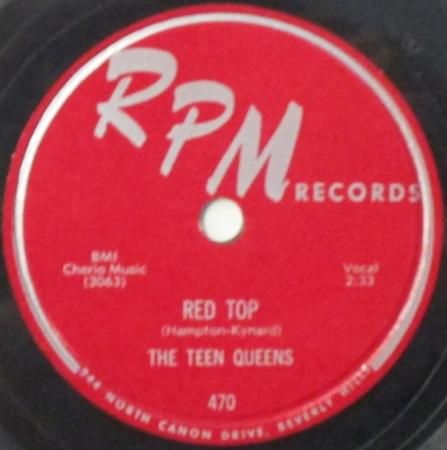 RPM
RECORDS
BMI
Cherio Music
(3063)
Vocal
2:33
RED TOP
(Hampton-Kynard)
THE TEEN QUEENS
470
946 NORTH CANON DRIVE, BEVERLY HILLS